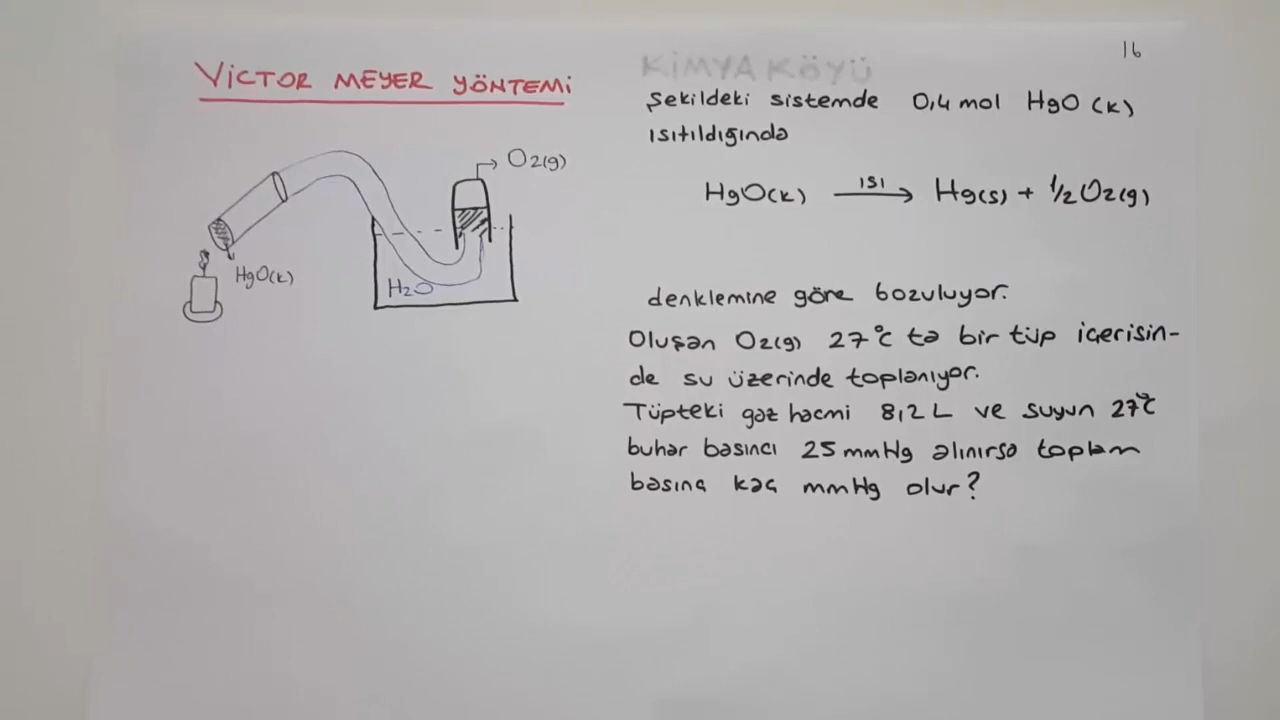 16
VİCTOR MEYER YÖNTEMİ
KİMYA KÖYÜ
Şekildeki sistemde 0,4 mol HgO(k)
ısıtıldığında
HgO(k) ısı→ Hg(s) + 1/2 O2(g)
O2(g)
HgO(k)
H2O
denklemine göre bozuluyor.
Oluşan O2(g) 27°C ta bir tüp içerisin-
de su üzerinde toplanıyor.
Tüpteki gaz hacmi 8,2 L ve suyun 27°C
buhar basıncı 25 mmHg alınırsa toplam
basınç kaç mmHg olur?